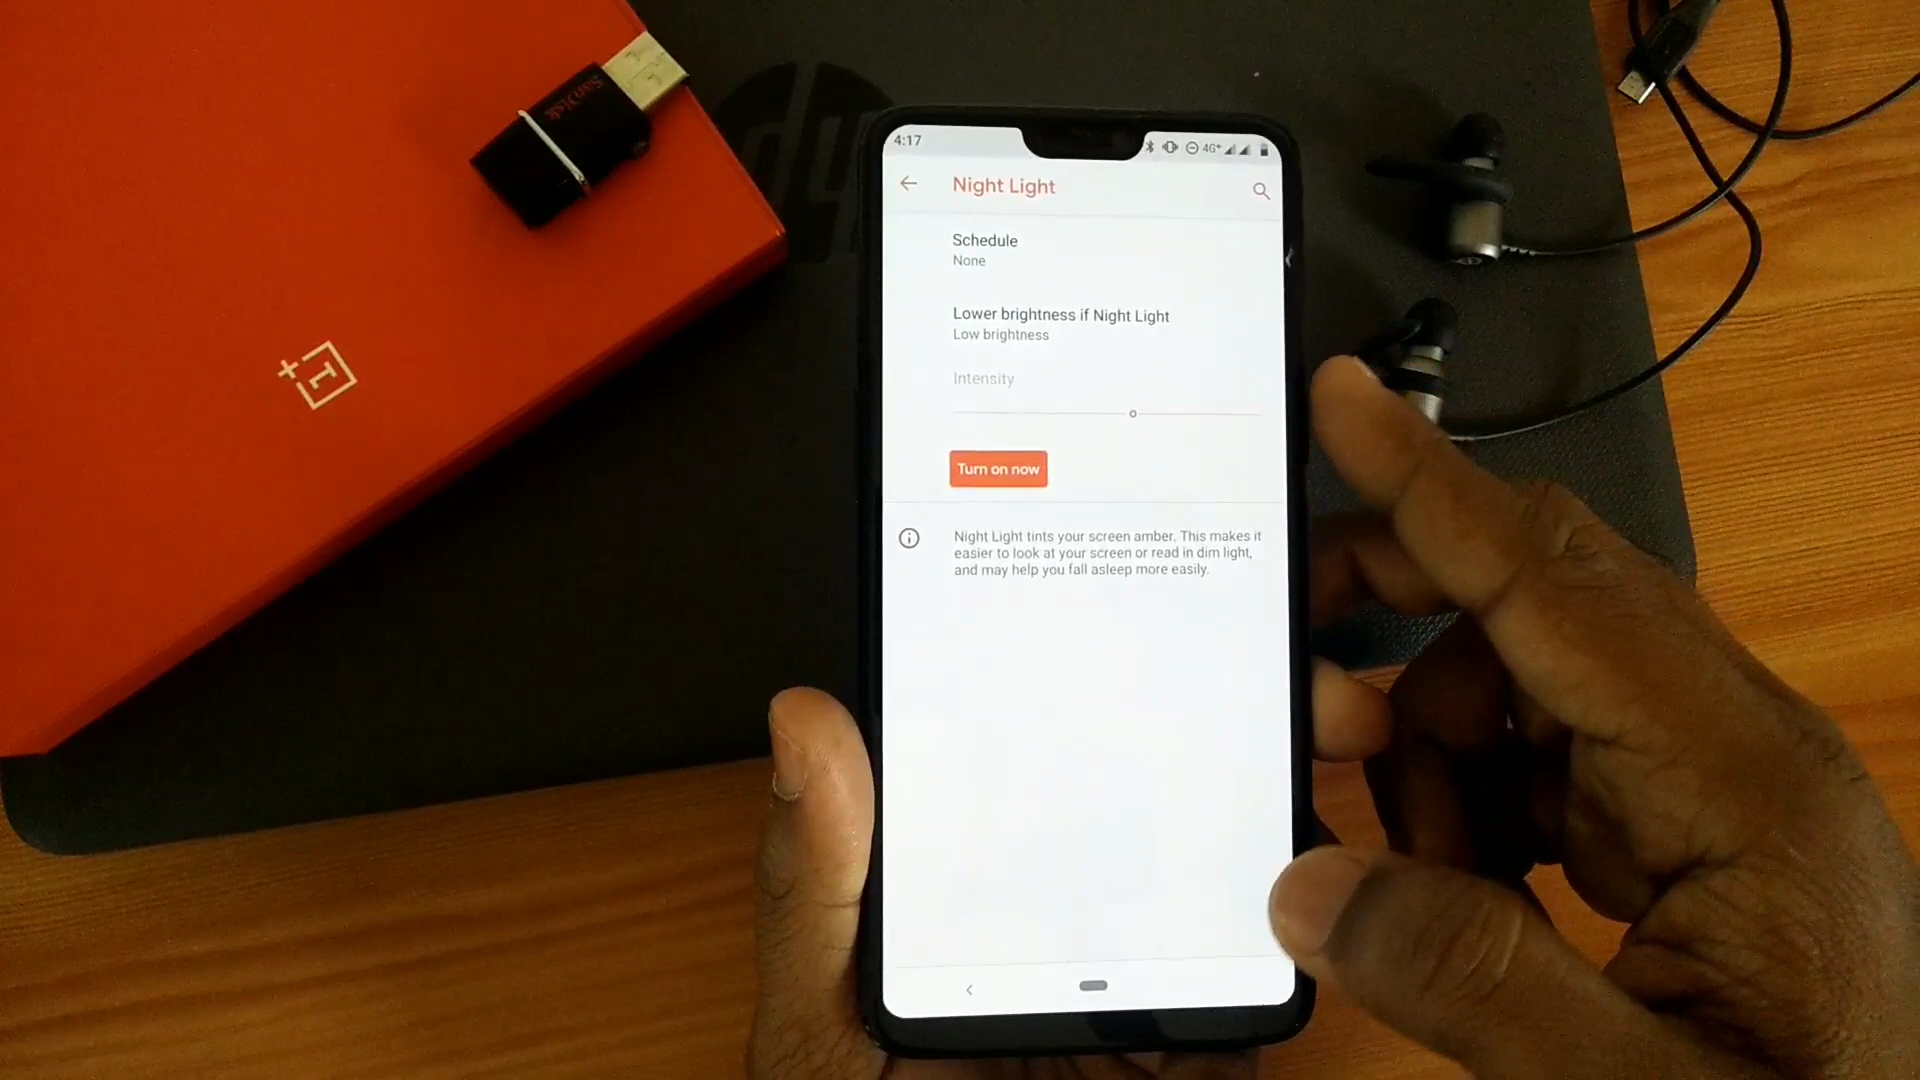 SanDisk
hp
4:17
4G+
Night Light
Schedule
None
Lower brightness if Night Light
Low brightness
Intensity
Turn on now
Night Light tints your screen amber. This makes it
easier to look at your screen or read in dim light,
and may help you fall asleep more easily.